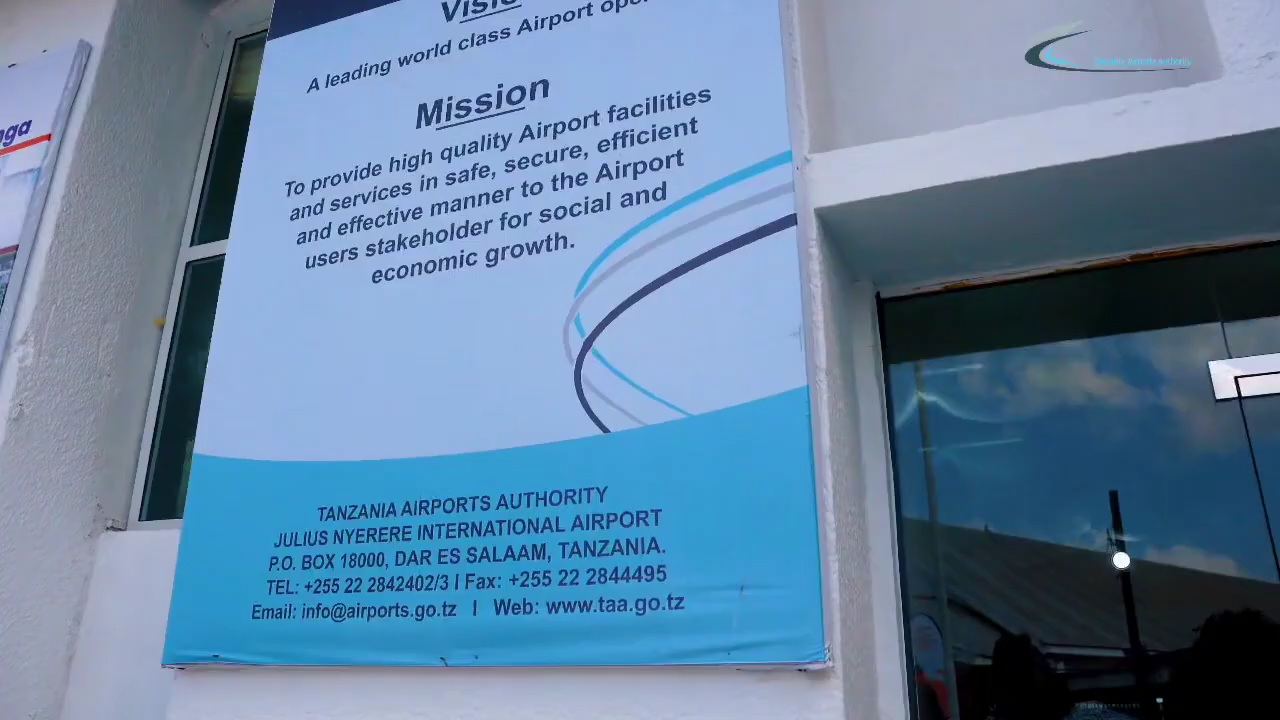 A leading world class Airport
Mission
To provide high quality Airport facilities
and services in safe, secure, efficient
and effective manner to the Airport
users stakeholder for social and
economic growth.
TANZANIA AIRPORTS AUTHORITY
JULIUS NYERERE INTERNATIONAL AIRPORT
P.O. BOX 18000, DAR ES SALAAM, TANZANIA.
TEL: +255 22 2842402/3 I Fax: +255 22 2844495
Email: info@airports.go.tz I Web: www.taa.go.tz
Airports Authority